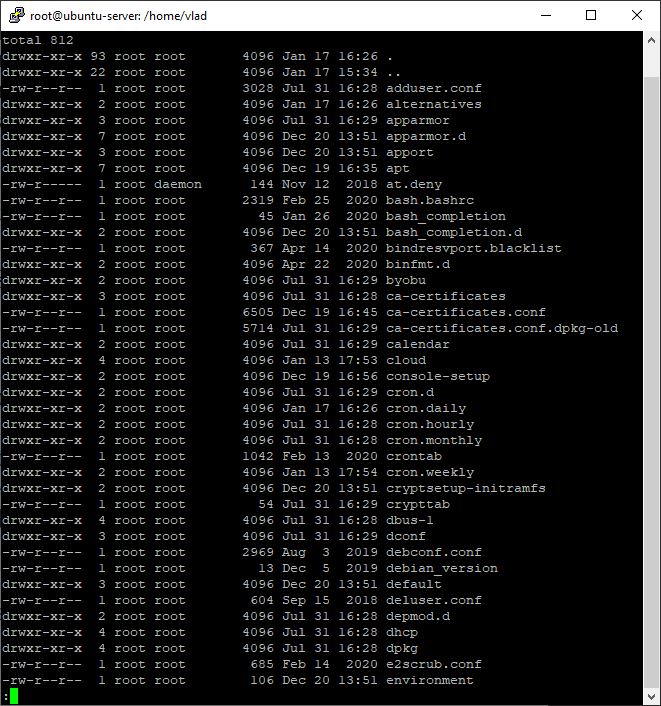 root@ubuntu-server: /home/vlad
total 812
drwxr-xr-x 93 root root       4096 Jan 17 16:26 .
drwxr-xr-x 22 root root       4096 Jan 17 15:34 ..
-rw-r--r--  1 root root       3028 Jul 31 16:28 adduser.conf
drwxr-xr-x  2 root root       4096 Jan 17 16:26 alternatives
drwxr-xr-x  3 root root       4096 Jul 31 16:29 apparmor
drwxr-xr-x  7 root root       4096 Dec 20 13:51 apparmor.d
drwxr-xr-x  3 root root       4096 Dec 20 13:51 apport
drwxr-xr-x  7 root root       4096 Dec 19 16:35 apt
-rw-r-----  1 root daemon      144 Nov 12  2018 at.deny
-rw-r--r--  1 root root       2319 Feb 25  2020 bash.bashrc
-rw-r--r--  1 root root         45 Jan 26  2020 bash_completion
drwxr-xr-x  2 root root       4096 Dec 20 13:51 bash_completion.d
-rw-r--r--  1 root root        367 Apr 14  2020 bindresvport.blacklist
drwxr-xr-x  2 root root       4096 Apr 22  2020 binfmt.d
drwxr-xr-x  2 root root       4096 Jul 31 16:29 byobu
drwxr-xr-x  3 root root       4096 Jul 31 16:28 ca-certificates
-rw-r--r--  1 root root       6505 Dec 19 16:45 ca-certificates.conf
-rw-r--r--  1 root root       5714 Jul 31 16:29 ca-certificates.conf.dpkg-old
drwxr-xr-x  2 root root       4096 Jul 31 16:29 calendar
drwxr-xr-x  4 root root       4096 Jan 13 17:53 cloud
drwxr-xr-x  2 root root       4096 Dec 19 16:56 console-setup
drwxr-xr-x  2 root root       4096 Jul 31 16:29 cron.d
drwxr-xr-x  2 root root       4096 Jan 17 16:26 cron.daily
drwxr-xr-x  2 root root       4096 Jul 31 16:28 cron.hourly
drwxr-xr-x  2 root root       4096 Jul 31 16:28 cron.monthly
-rw-r--r--  1 root root       1042 Feb 13  2020 crontab
drwxr-xr-x  2 root root       4096 Jan 13 17:54 cron.weekly
drwxr-xr-x  2 root root       4096 Dec 20 13:51 cryptsetup-initramfs
-rw-r--r--  1 root root         54 Jul 31 16:29 crypttab
drwxr-xr-x  4 root root       4096 Jul 31 16:28 dbus-1
drwxr-xr-x  3 root root       4096 Jul 31 16:29 dconf
-rw-r--r--  1 root root       2969 Aug  3  2019 debconf.conf
-rw-r--r--  1 root root         13 Dec  5  2019 debian_version
drwxr-xr-x  3 root root       4096 Dec 20 13:51 default
-rw-r--r--  1 root root        604 Sep 15  2018 deluser.conf
drwxr-xr-x  2 root root       4096 Jul 31 16:28 depmod.d
drwxr-xr-x  4 root root       4096 Jul 31 16:28 dhcp
drwxr-xr-x  4 root root       4096 Jul 31 16:28 dpkg
-rw-r--r--  1 root root        685 Feb 14  2020 e2scrub.conf
-rw-r--r--  1 root root        106 Dec 20 13:51 environment
: